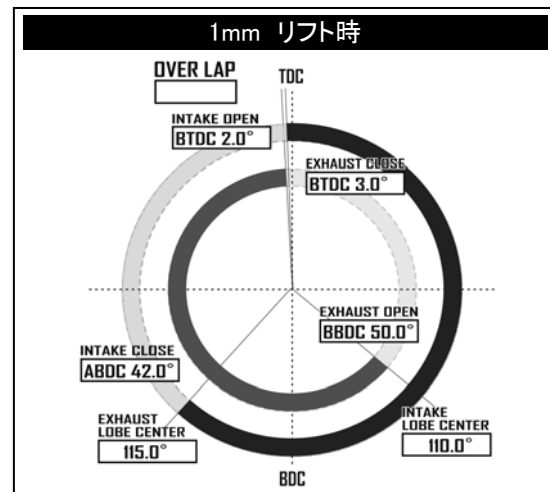 1mm リフト時
OVER LAP
TDC
INTAKE OPEN
BTDC 2.0°
EXHAUST CLOSE
BTDC 3.0°
EXHAUST OPEN
BBDC 50.0°
INTAKE CLOSE
ABDC 42.0°
EXHAUST
LOBE CENTER
115.0°
INTAKE
LOBE CENTER
110.0°
BDC